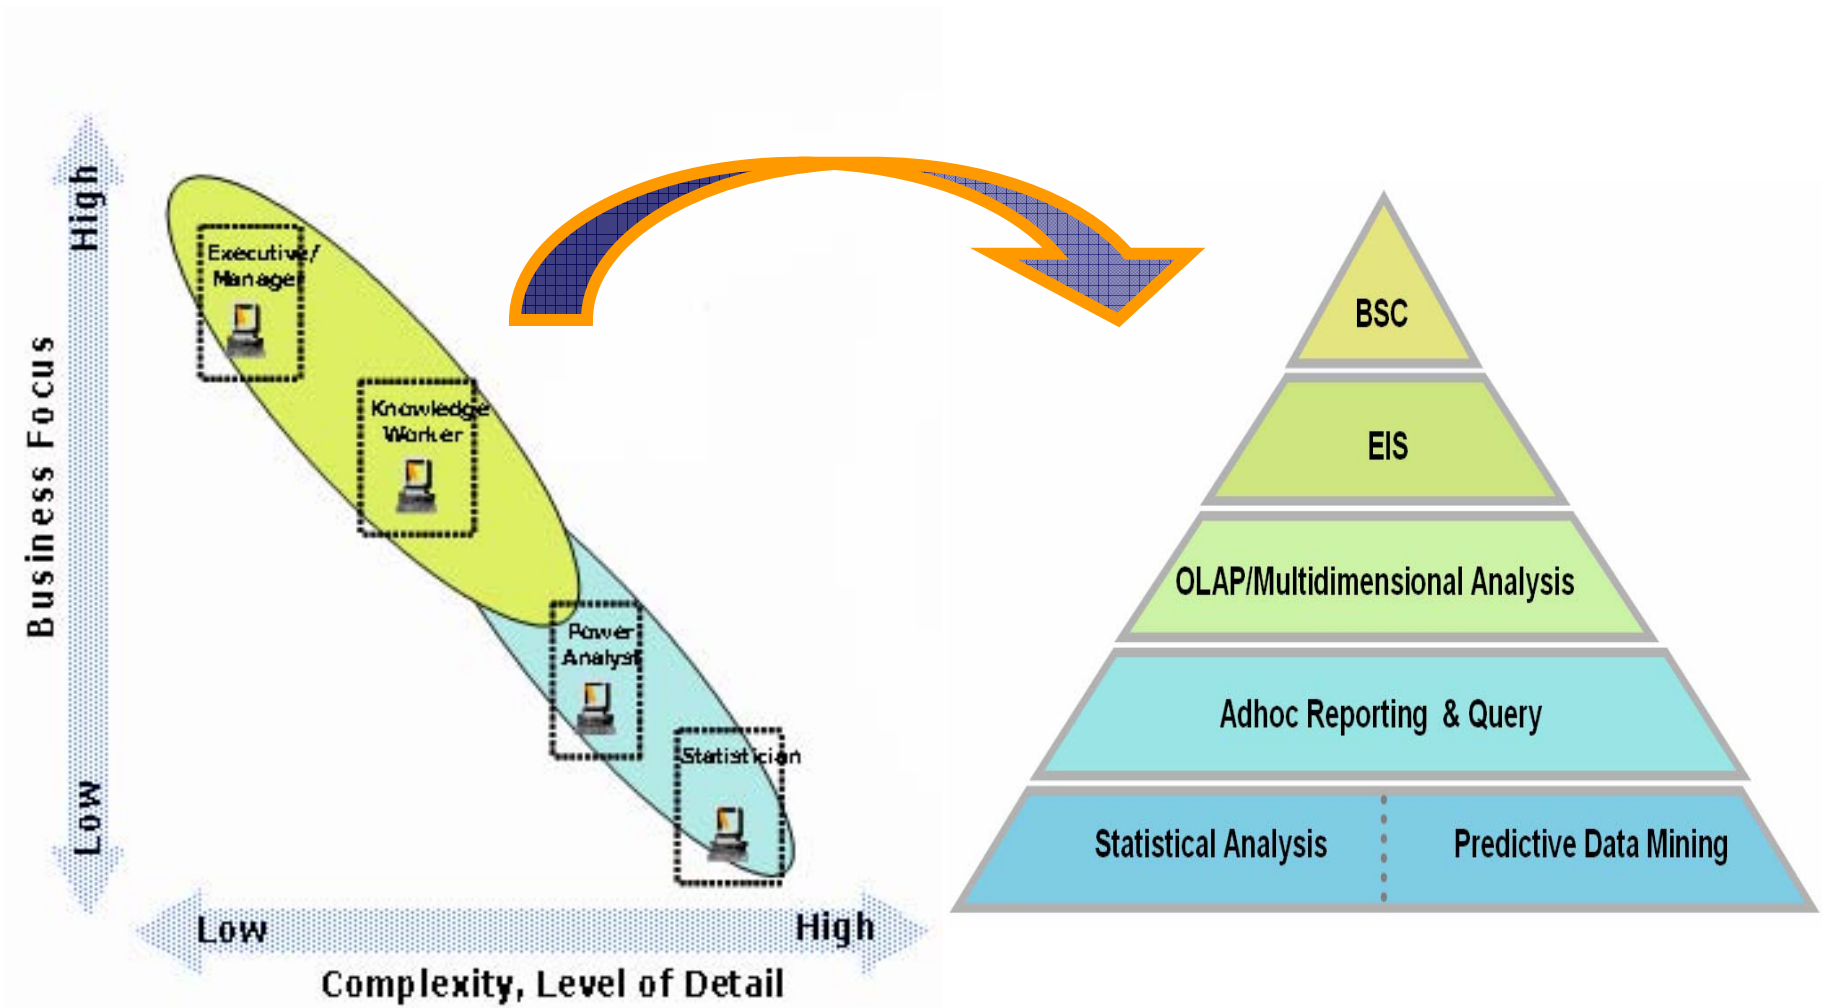 High
Business Focus
Low
Executive/
Manager
Knowledge
Worker
Power
Analyst
Statistician
Low
High
Complexity, Level of Detail
BSC
EIS
OLAP/Multidimensional Analysis
Adhoc Reporting & Query
Statistical Analysis
Predictive Data Mining